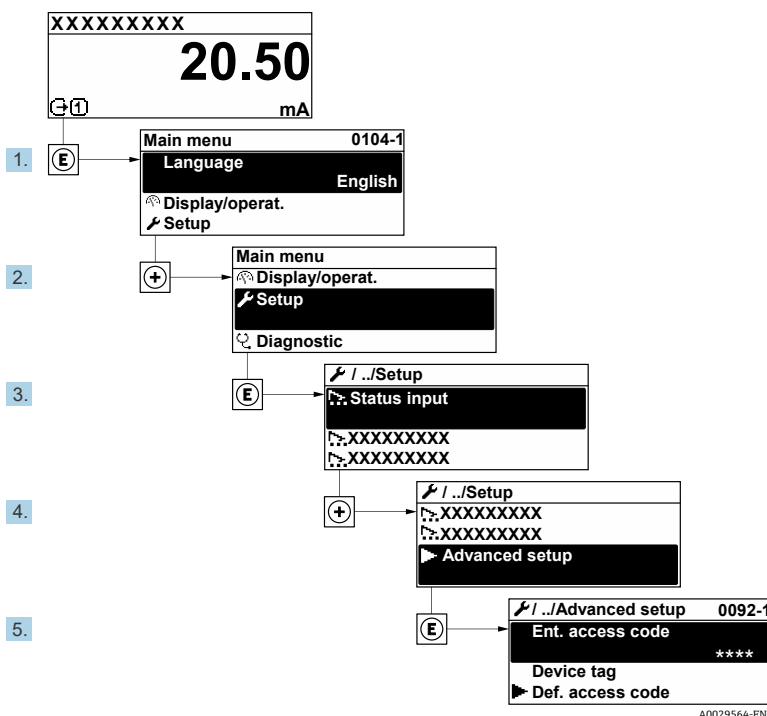 XXXXXXXXX
20.50
1
mA
1.
E
Main menu 0104-1
Language
English
Display/operat.
Setup
2.
+
Main menu
Display/operat.
Setup
Diagnostic
3.
E
/ ../Setup
Status input
XXXXXXXXX
XXXXXXXXX
4.
+
/ ../Setup
XXXXXXXXX
XXXXXXXXX
Advanced setup
5.
E
/ ../Advanced setup 0092-1
Ent. access code
****
Device tag
Def. access code
A0029564-EN